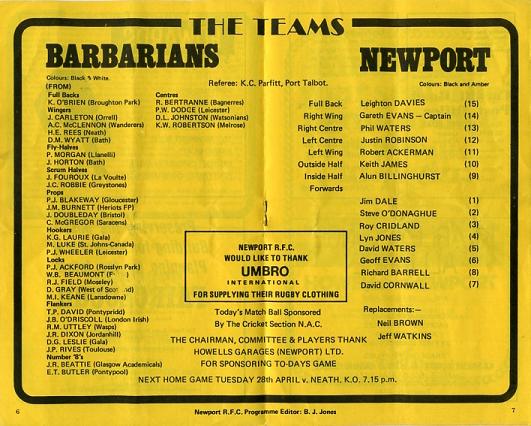 THE TEAMS
BARBARIANS
Colours: Black & White.
(FROM)
Full Backs
K. O'BRIEN (Broughton Park)
Wingers
J. CARLETON (Orrell)
A.C. McCLENNON (Wanderers)
H.E. REES (Neath)
D.M. WYATT (Bath)
Fly-Halves
P. MORGAN (Llanelli)
J. HORTON (Bath)
Scrum Halves
J. FOUROUX (La Voulte)
J.C. ROBBIE (Greystones)
Props
P.J. BLAKEWAY (Gloucester)
J.M. BURNETT (Heriots FP)
J. DOUBLEDAY (Bristol)
C. McGREGOR (Saracens)
Hookers
K.G. LAURIE (Gala)
M. LUKE (St. Johns-Canada)
P.J. WHEELER (Leicester)
Locks
P.J. ACKFORD (Rosslyn Park)
W.B. BEAUMONT
R.J. FIELD (Moseley)
D. GRAY (West of
M.I. KEANE (Lansdowne)
Flankers
T.P. DAVID (Pontypridd)
J.B. O'DRISCOLL (London Irish)
R.M. UTTLEY (Wasps)
J.R. DIXON (Jordanhill)
D.G. LESLIE (Gala)
J.P. RIVES (Toulouse)
Number '8's
J.R. BEATTIE (Glasgow Academicals)
E.T. BUTLER (Pontypool)
Centres
R. BERTRANNE (Bagnerres)
P.W. DODGE (Leicester)
D.L. JOHNSTON (Watsonians)
K.W. ROBERTSON (Melrose)
Referee: K.C. Parfitt, Port Talbot.
NEWPORT
Colours: Black and Amber
Full Back Leighton DAVIES (15)
Right Wing Gareth EVANS — Captain (14)
Right Centre Phil WATERS (13)
Left Centre Justin ROBINSON (12)
Left Wing Robert ACKERMAN (11)
Outside Half Keith JAMES (10)
Inside Half Alun BILLINGHURST (9)
Forwards
Jim DALE (1)
Steve O'DONAGHUE (2)
Roy CRIDLAND (3)
Lyn JONES (4)
David WATERS (5)
Geoff EVANS (6)
Richard BARRELL (8)
David CORNWALL (7)
Replacements:—
Neil BROWN
Jeff WATKINS
NEWPORT R.F.C.
WOULD LIKE TO THANK
UMBRO
INTERNATIONAL
FOR SUPPLYING THEIR RUGBY CLOTHING
Today's Match Ball Sponsored
By The Cricket Section N.A.C.
THE CHAIRMAN, COMMITTEE & PLAYERS THANK
HOWELLS GARAGES (NEWPORT) LTD.
FOR SPONSORING TO-DAYS GAME
NEXT HOME GAME TUESDAY 28th APRIL v. NEATH, K.O. 7.15 p.m.
6
Newport R.F.C. Programme Editor: B. J. Jones
7